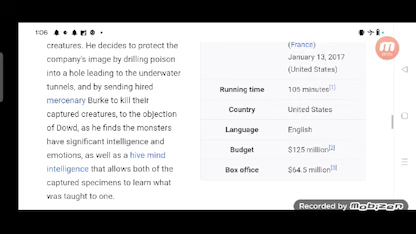 1:06
creatures. He decides to protect the
company's image by drilling poison
into a hole leading to the underwater
tunnels, and by sending hired
mercenary Burke to kill their
captured creatures, to the objection
of Dowd, as he finds the monsters
have significant intelligence and
emotions, as well as a hive mind
intelligence that allows both of the
captured specimens to learn what
was taught to one.
(France)
January 13, 2017
(United States)
Running time 105 minutes[1]
Country United States
Language English
Budget $125 million[2]
Box office $64.5 million[3]
Recorded by Mobizen